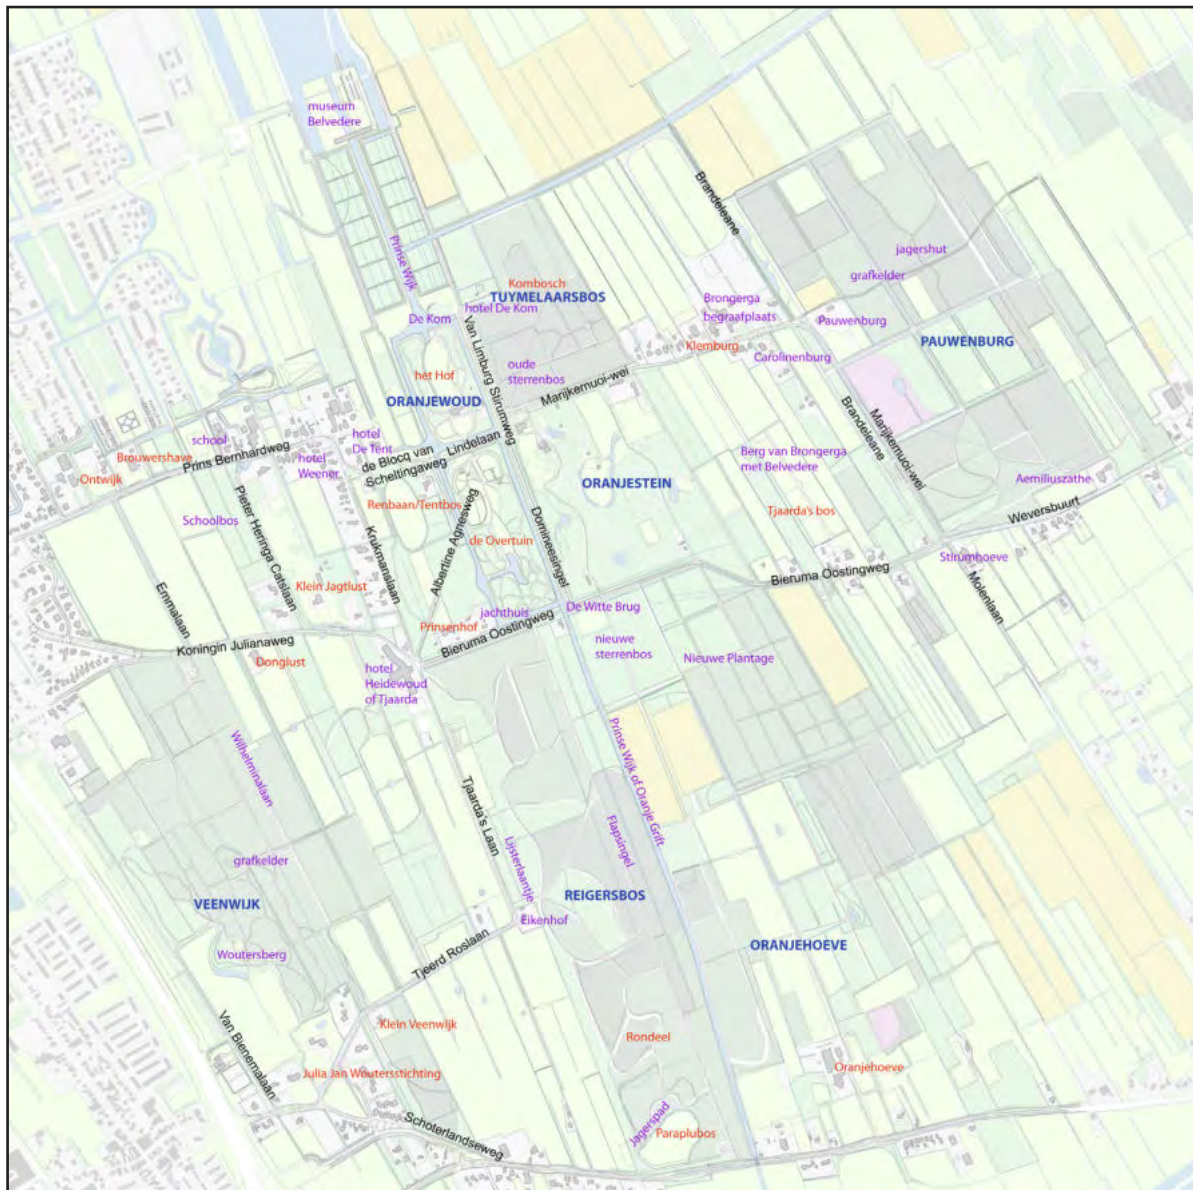 museum
Belvedere
Brandeleane
Prinse Wijk
jagershut
grafkelder
Kombosch
TUYMELAARSBOS
hotel De Kom
De Kom
Brongerga
begraafplaats
Pauwenburg
Van Limburg Stirumweg
Klemburg
PAUWENBURG
Carolinenburg
oude
sterrenbos
het Hof
Marijkemuoi-wei
ORANJEWOUD
Brandeleane
Marijkemuoi-wei
school
hotel
De Tent
de Blocq van
Scheltingaweg
Lindelaan
Brouwershave
Prins Bernhardweg
hotel
Weener
Ontwijk
Berg van Brongerga
met Belvedere
ORANJESTEIN
Aemiliuszathe
Renbaan/Tentbos
Tjaarda's bos
Weversbuurt
Schoolbos
Pieter Heringa Catslaan
Krukmanslaan
Albertine Agnesweg
de Overtuin
Domineesingel
Stirumhoeve
Bieruma Oostingweg
Molenlaan
Emmalaan
Klein Jagtlust
jachthuis
De Witte Brug
Prinsenhof
Bieruma Oostingweg
Koningin Julianaweg
nieuwe
sterrenbos
Nieuwe Plantage
Donglust
hotel
Heidewoud
of Tjaarda
Wilhelminalaan
Prinse Wijk of Oranje Grift
Tjaarda's Laan
Flapsingel
Lijsterlaantje
grafkelder
VEENWIJK
REIGERSBOS
Eikenhof
ORANJEHOEVE
Woutersberg
Tjeerd Roslaan
Klein Veenwijk
Rondeel
Van Bienemalaan
Julia Jan Woutersstichting
Oranjehoeve
Schoterlandseweg
Jagerspad
Paraplubos